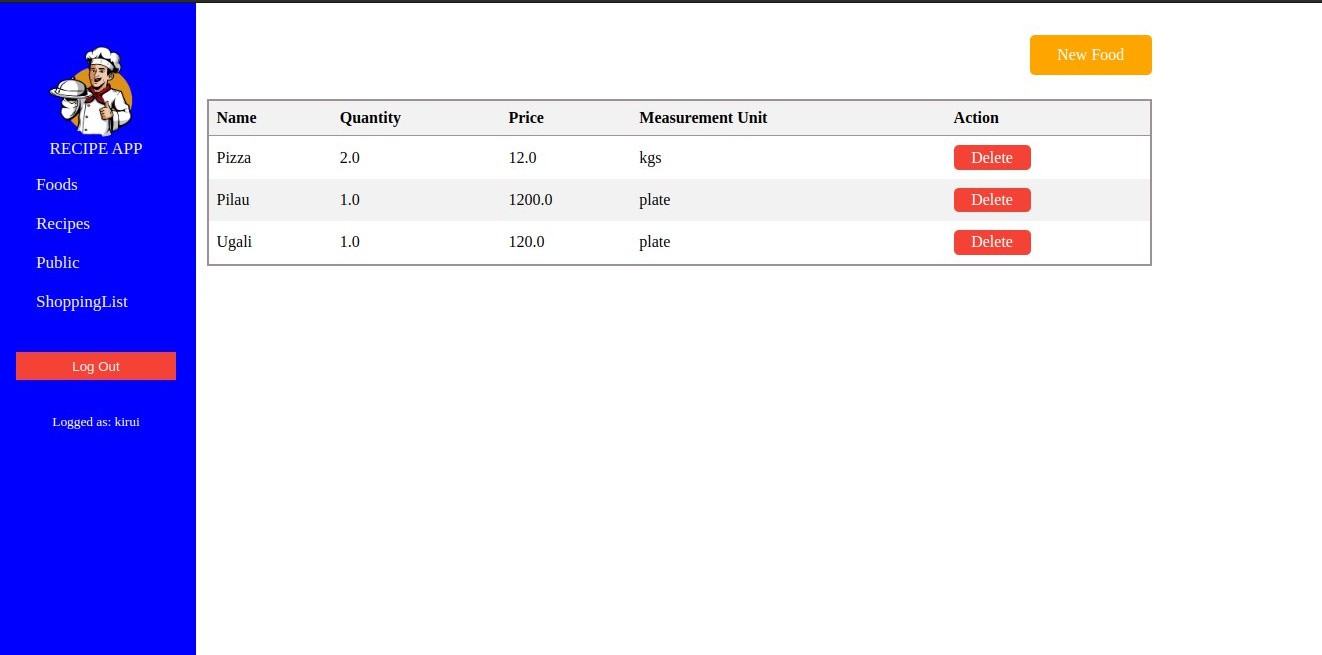 RECIPE APP
Foods
Recipes
Public
ShoppingList
Log Out
Logged as: kirui
New Food
Name Quantity Price Measurement Unit Action
Pizza 2.0 12.0 kgs Delete
Pilau 1.0 1200.0 plate Delete
Ugali 1.0 120.0 plate Delete